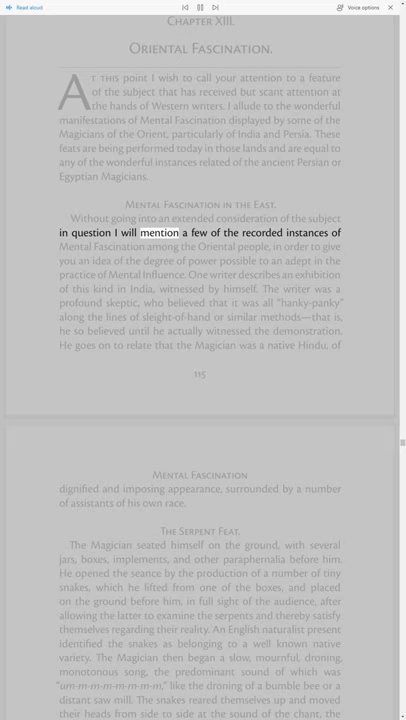 Read aloud
Voice options
CHAPTER XIII.
ORIENTAL FASCINATION.
AT THIS point I wish to call your attention to a feature
of the subject that has received but scant attention at
the hands of Western writers. I allude to the wonderful
manifestations of Mental Fascination displayed by some of the
Magicians of the Orient, particularly of India and Persia. These
feats are being performed today in those lands and are equal to
any of the wonderful instances related of the ancient Persian or
Egyptian Magicians.
MENTAL FASCINATION IN THE EAST.
Without going into an extended consideration of the subject
in question I will mention a few of the recorded instances of
Mental Fascination among the Oriental people, in order to give
you an idea of the degree of power possible to an adept in the
practice of Mental Influence. One writer describes an exhibition
of this kind in India, witnessed by himself. The writer was a
profound skeptic, who believed that it was all “hanky-panky”
along the lines of sleight-of-hand or similar methods—that is,
he so believed until he actually witnessed the demonstration.
He goes on to relate that the Magician was a native Hindu, of
115
MENTAL FASCINATION
dignified and imposing appearance, surrounded by a number
of assistants of his own race.
THE SERPENT FEAT.
The Magician seated himself on the ground, with several
jars, boxes, implements, and other paraphernalia before him.
He opened the seance by the production of a number of tiny
snakes, which he lifted from one of the boxes, and placed
on the ground before him, in full sight of the audience, after
allowing the latter to examine the serpents and thereby satisfy
themselves regarding their reality. An English naturalist present
identified the snakes as belonging to a well known native
variety. The Magician then began a slow, mournful, droning,
monotonous song, the predominant sound of which was
“um-m-m-m-m-m-m-m,” like the droning of a bumble bee or a
distant saw mill. The snakes reared themselves up and moved
their heads from side to side at the sound of the chant, the